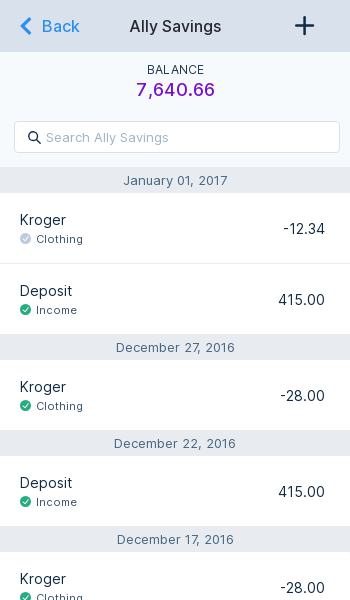 Back
Ally Savings
BALANCE
7,640.66
Search Ally Savings
January 01, 2017
Kroger
-12.34
Clothing
Deposit
415.00
Income
December 27, 2016
Kroger
-28.00
Clothing
December 22, 2016
Deposit
415.00
Income
December 17, 2016
Kroger
-28.00
Clothing